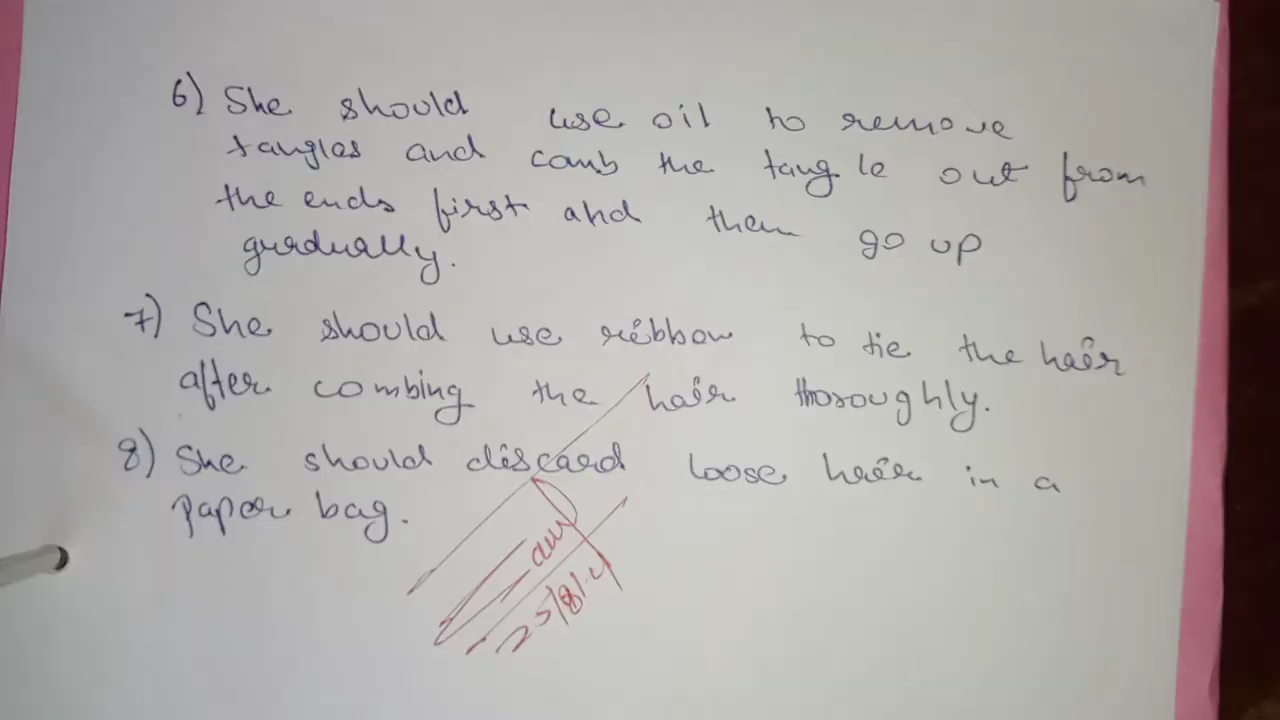 6) She should use oil to remove
tangles and comb the tangle out from
the ends first and then go up
gradually.
7) She should use ribbon to tie the hair
after combing the hair thoroughly.
8) She should discard loose hair in a
paper bag.